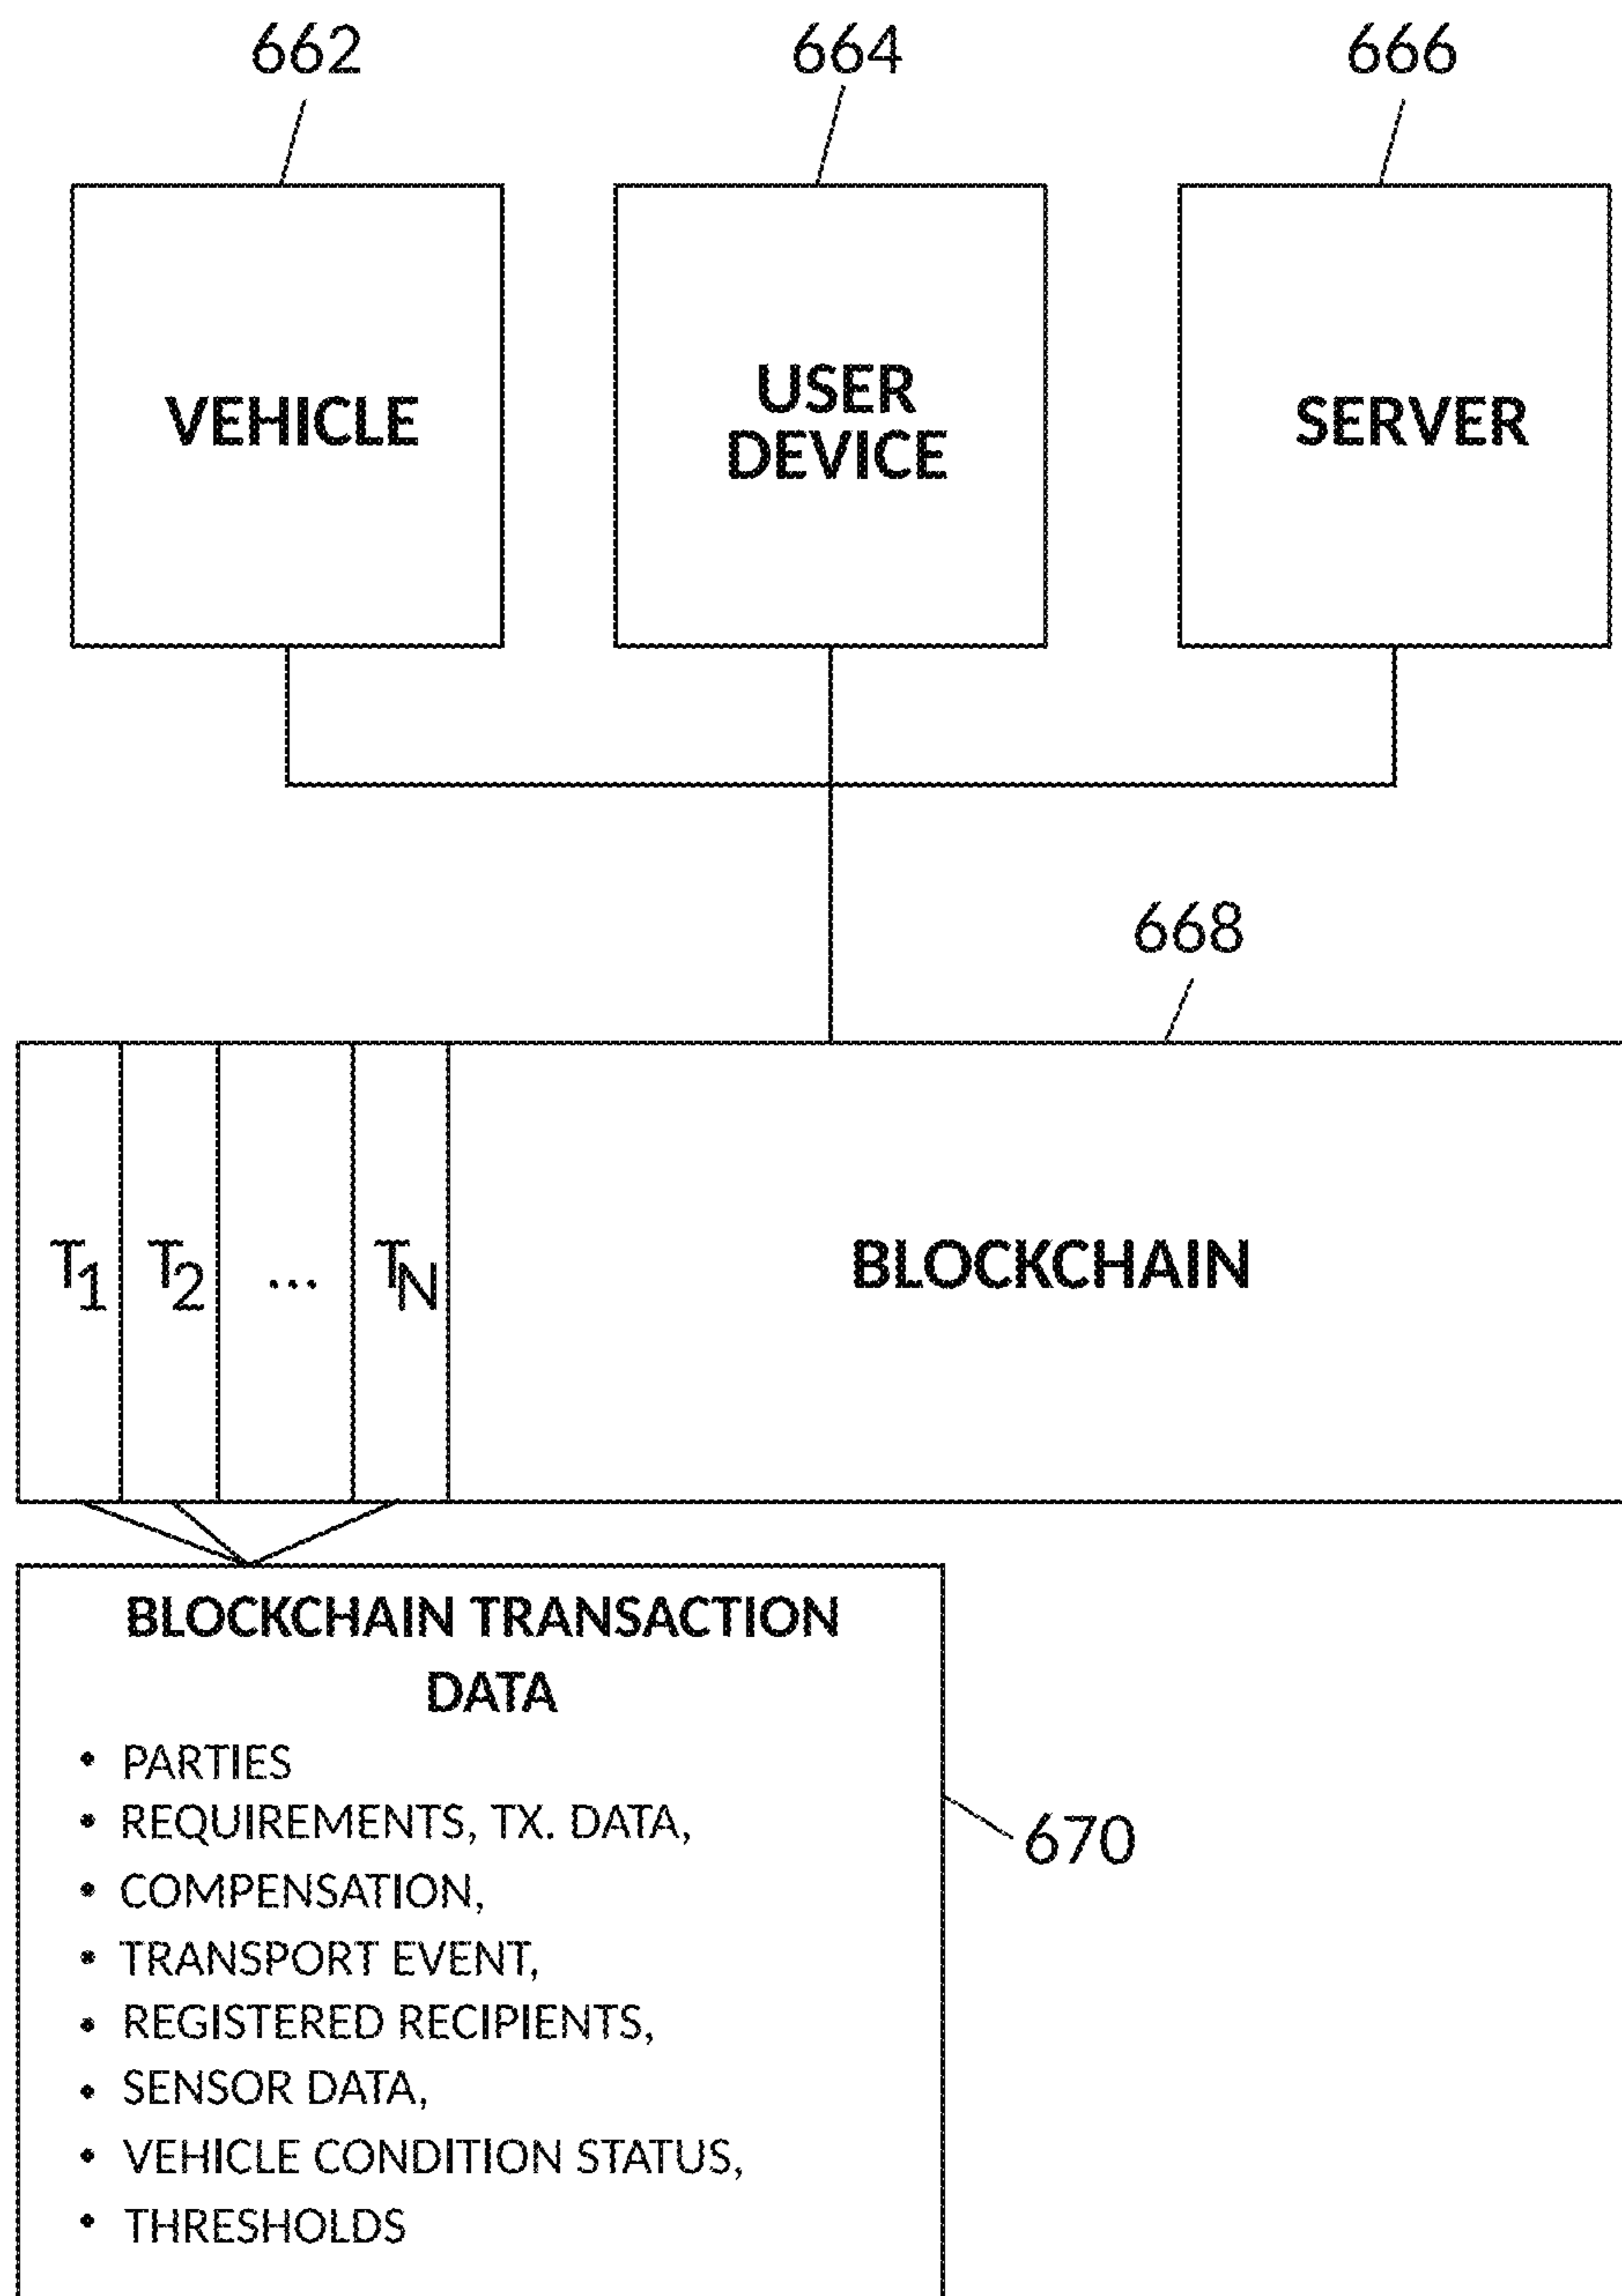 662 664 666
VEHICLE
USER
DEVICE
SERVER
668
T1 T2 ... TN
BLOCKCHAIN
BLOCKCHAIN TRANSACTION
DATA
• PARTIES
• REQUIREMENTS, TX. DATA,
• COMPENSATION,
• TRANSPORT EVENT,
• REGISTERED RECIPIENTS,
• SENSOR DATA,
• VEHICLE CONDITION STATUS,
• THRESHOLDS
670